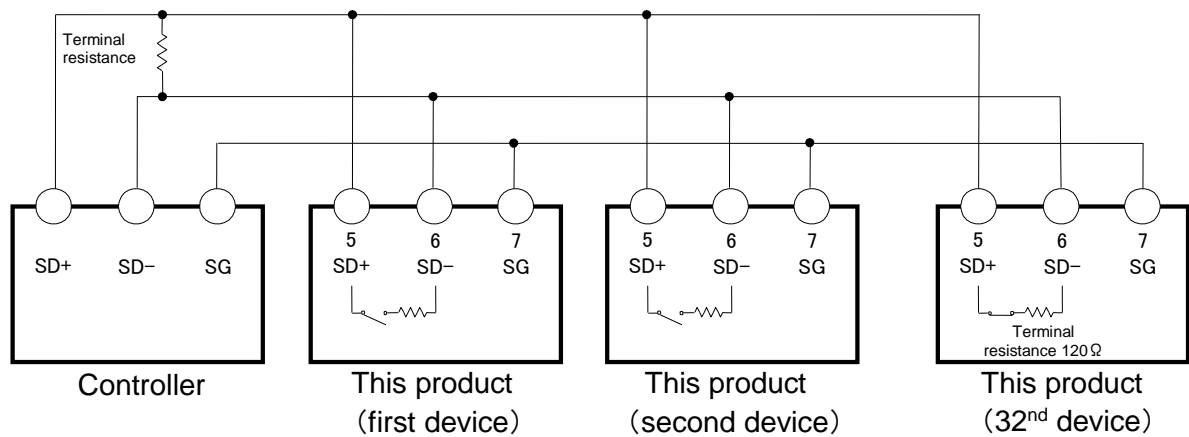 Terminal
resistance
5 6 7
5 6 7
5 6 7
SD+ SD− SG
SD+ SD− SG
SD+ SD− SG
SD+ SD− SG
Terminal
resistance 120Ω
Controller
This product
（first device）
This product
（second device）
This product
（32nd device）